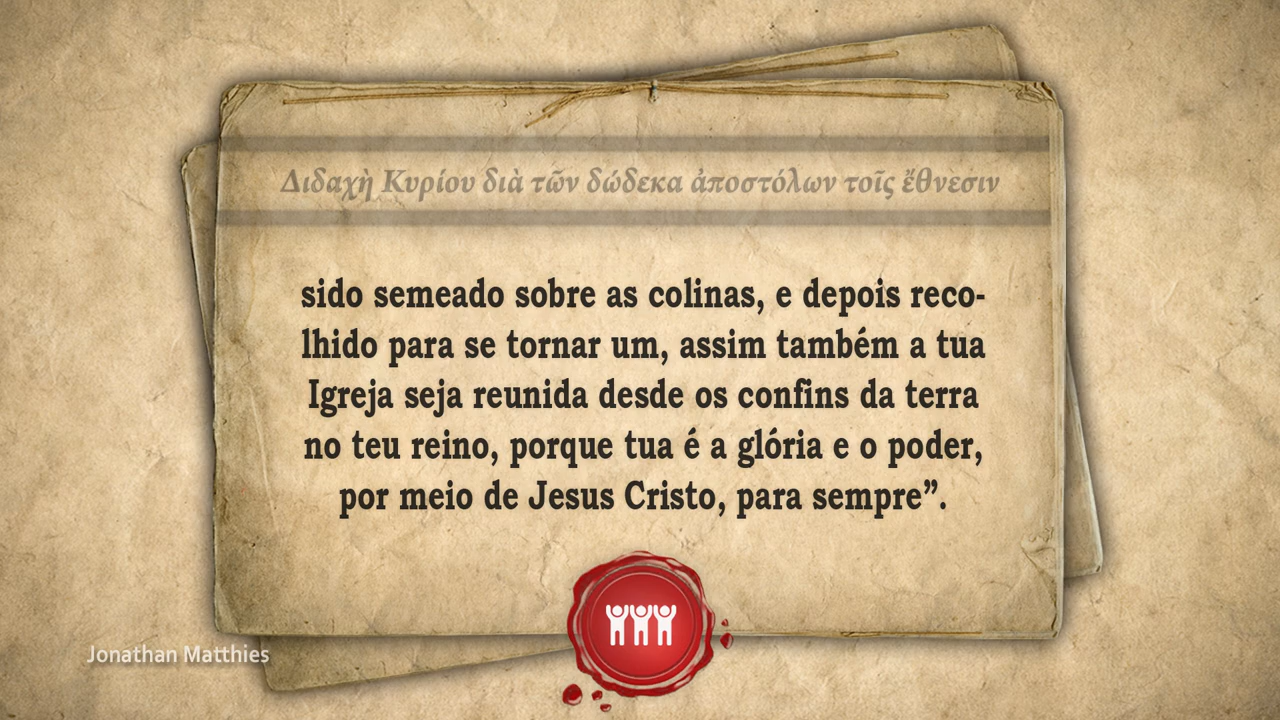 Διδαχὴ Κυρίου διὰ τῶν δώδεκα ἀποστόλων τοῖς ἔθνεσιν
sido semeado sobre as colinas, e depois reco-
lhido para se tornar um, assim também a tua
Igreja seja reunida desde os confins da terra
no teu reino, porque tua é a glória e o poder,
por meio de Jesus Cristo, para sempre”.
Jonathan Matthies